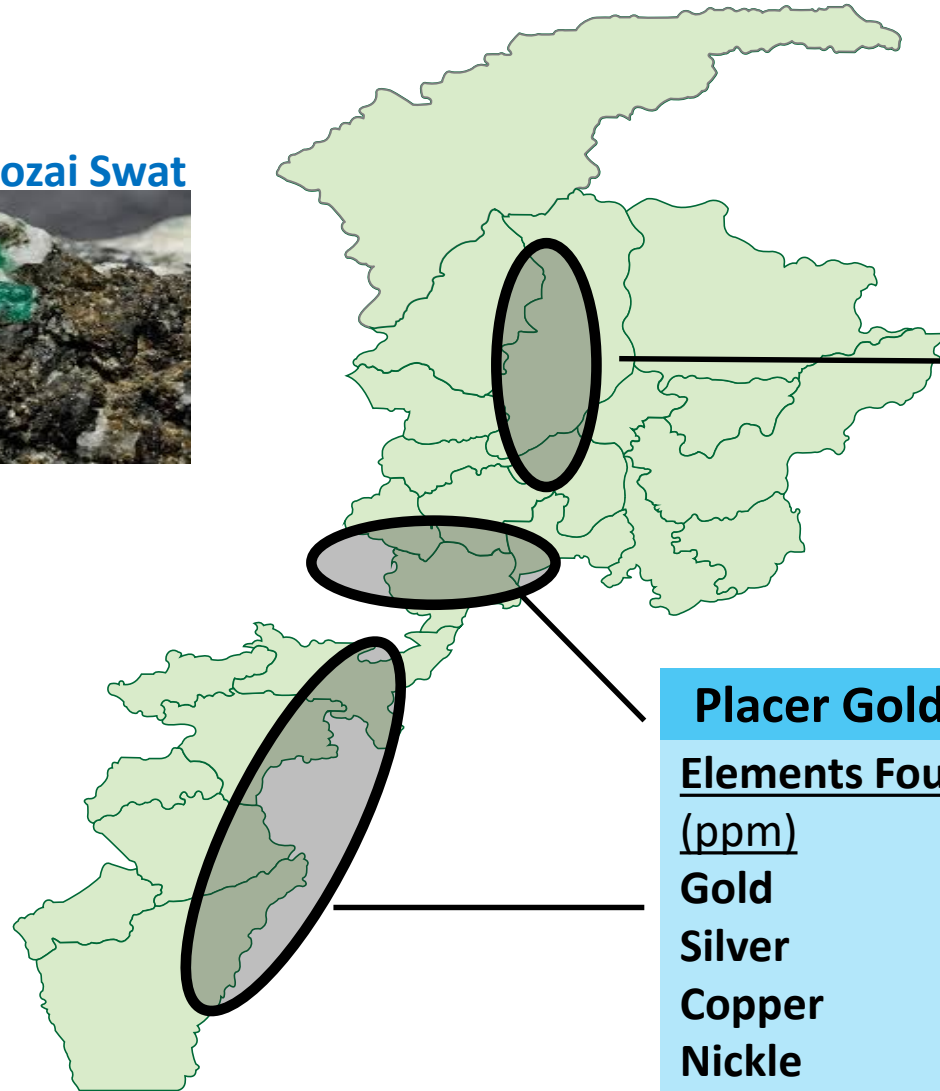 ozai Swat
Placer Gold
Elements Fou
(ppm)
Gold
Silver
Copper
Nickle